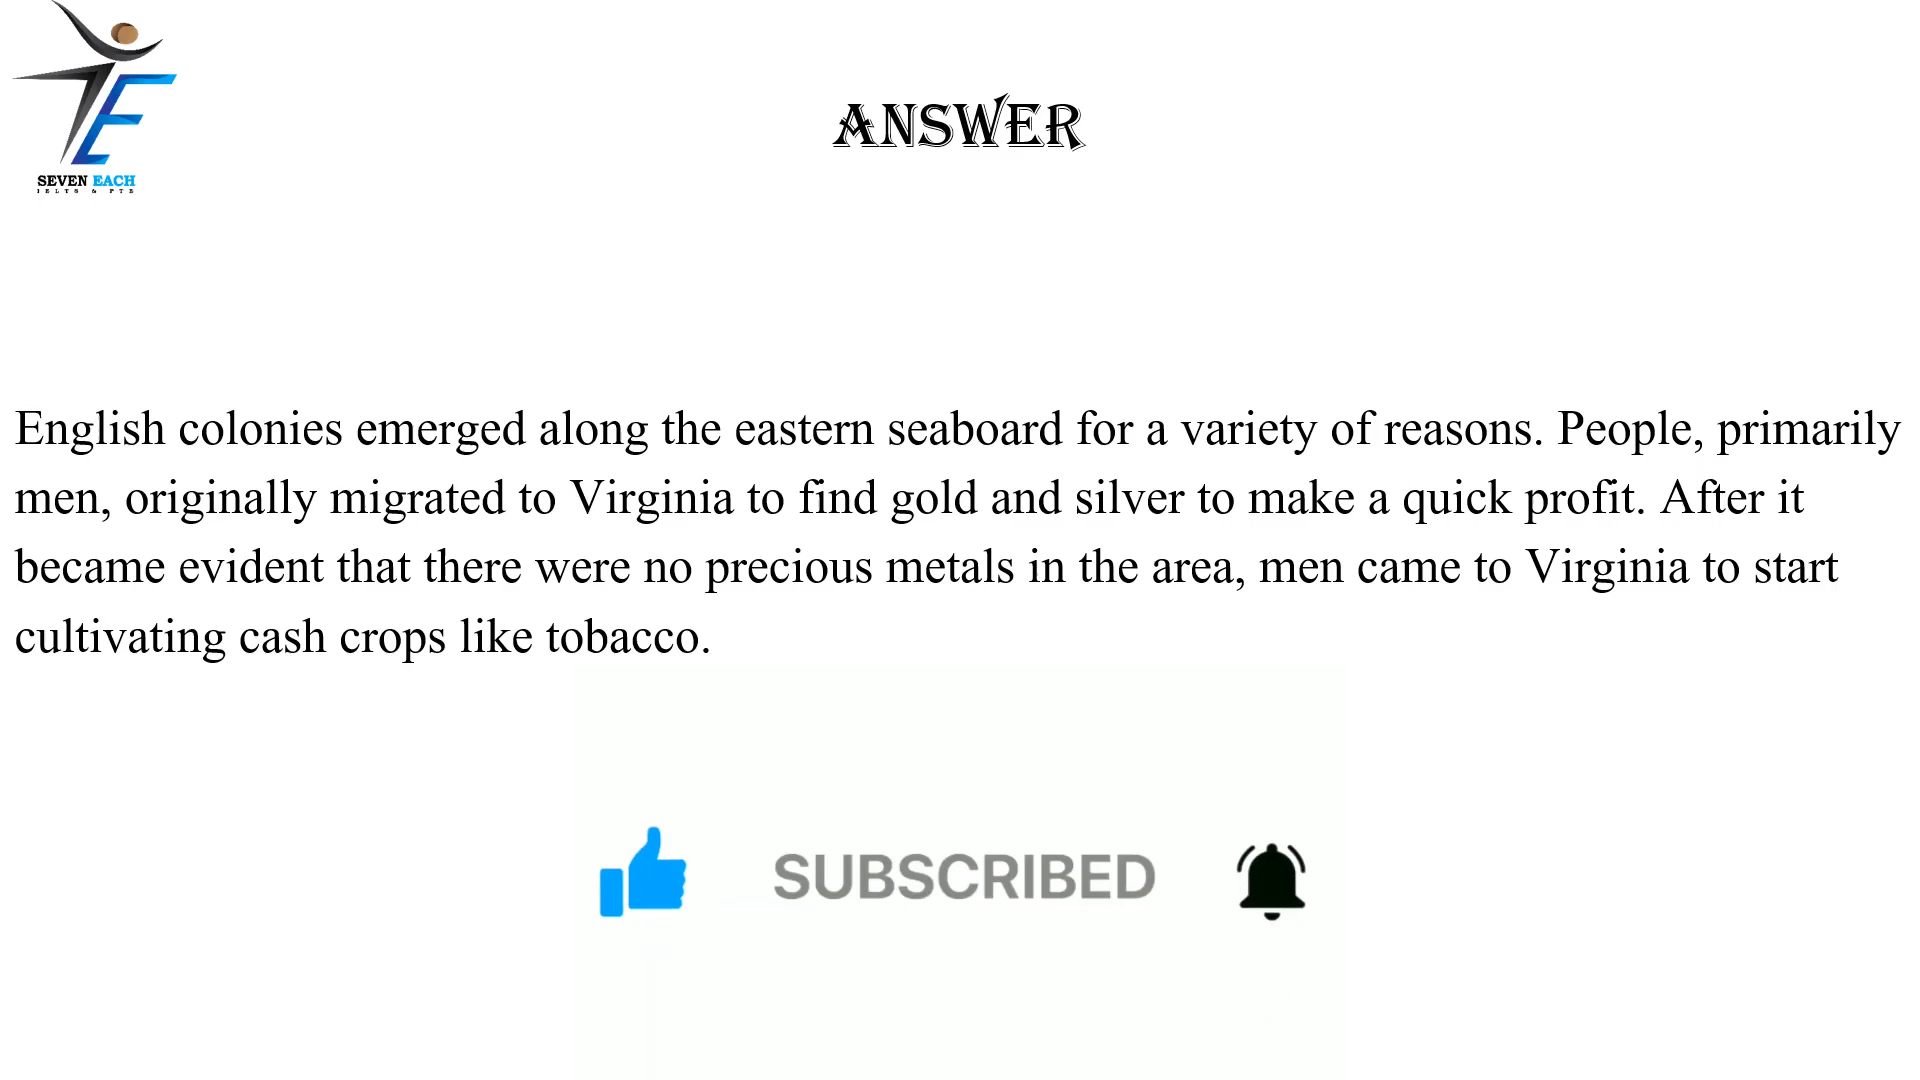 ANSWER
SEVEN EACH
IELTS & PTE
English colonies emerged along the eastern seaboard for a variety of reasons. People, primarily
men, originally migrated to Virginia to find gold and silver to make a quick profit. After it
became evident that there were no precious metals in the area, men came to Virginia to start
cultivating cash crops like tobacco.
SUBSCRIBED